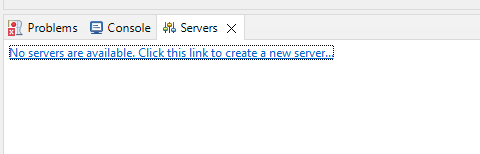 Problems Console Servers
No servers are available. Click this link to create a new server...